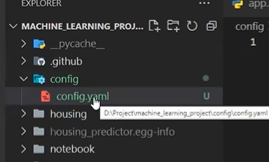 EXPLORER
MACHINE_LEARNING_PROJ...
app.
__pycache__
config
.github
1
config
config.yaml
U
D:\Project\machine_learning_project\config\config.yaml
housing
housing_predictor.egg-info
notebook